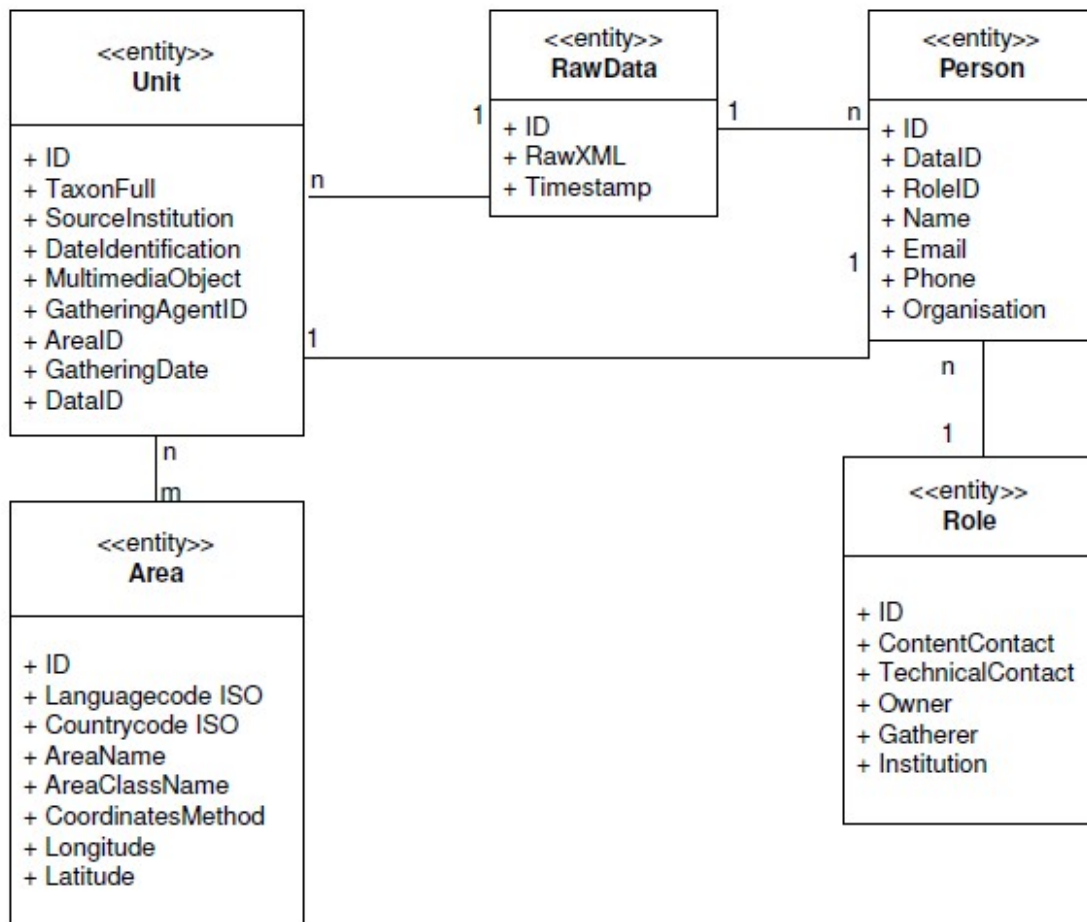 <<entity>>
Unit
+ ID
+ TaxonFull
+ SourceInstitution
+ DateIdentification
+ MultimediaObject
+ GatheringAgentID
+ AreaID
+ GatheringDate
+ DataID
<<entity>>
RawData
+ ID
+ RawXML
+ Timestamp
<<entity>>
Person
+ ID
+ DataID
+ RoleID
+ Name
+ Email
+ Phone
+ Organisation
1
n
1
n
1
1
n
m
n
1
<<entity>>
Area
+ ID
+ Languagecode ISO
+ Countrycode ISO
+ AreaName
+ AreaClassName
+ CoordinatesMethod
+ Longitude
+ Latitude
<<entity>>
Role
+ ID
+ ContentContact
+ TechnicalContact
+ Owner
+ Gatherer
+ Institution